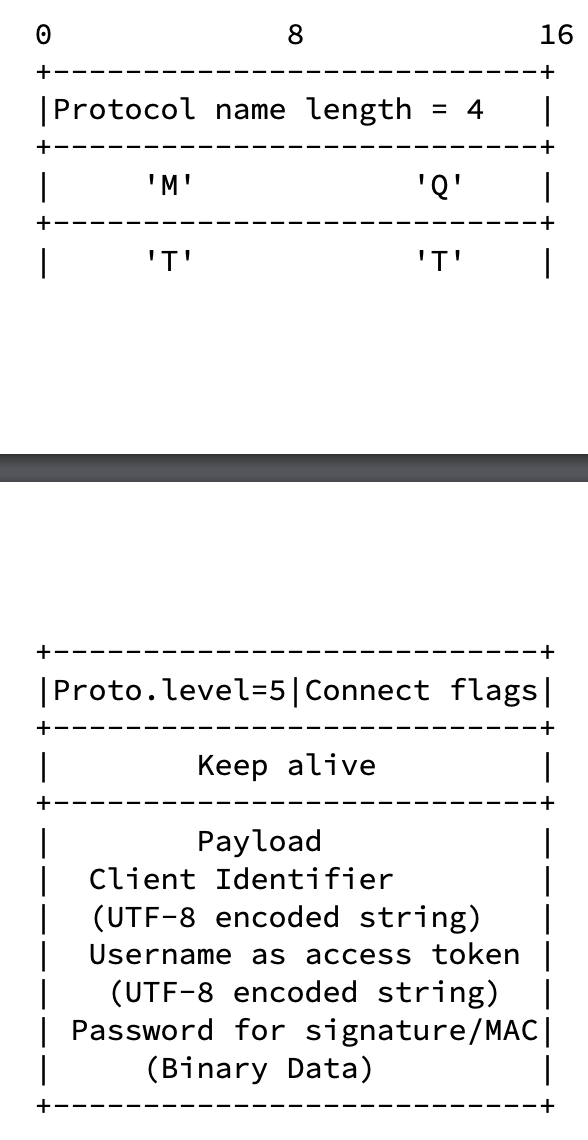 0             8             16
+---------------------------+
|Protocol name length = 4   |
+---------------------------+
|     'M'            'Q'    |
+---------------------------+
|     'T'            'T'    |
+---------------------------+
|Proto.level=5|Connect flags|
+---------------------------+
|        Keep alive         |
+---------------------------+
|        Payload            |
|  Client Identifier        |
|  (UTF-8 encoded string)   |
|  Username as access token |
|   (UTF-8 encoded string)  |
| Password for signature/MAC|
|     (Binary Data)         |
+---------------------------+